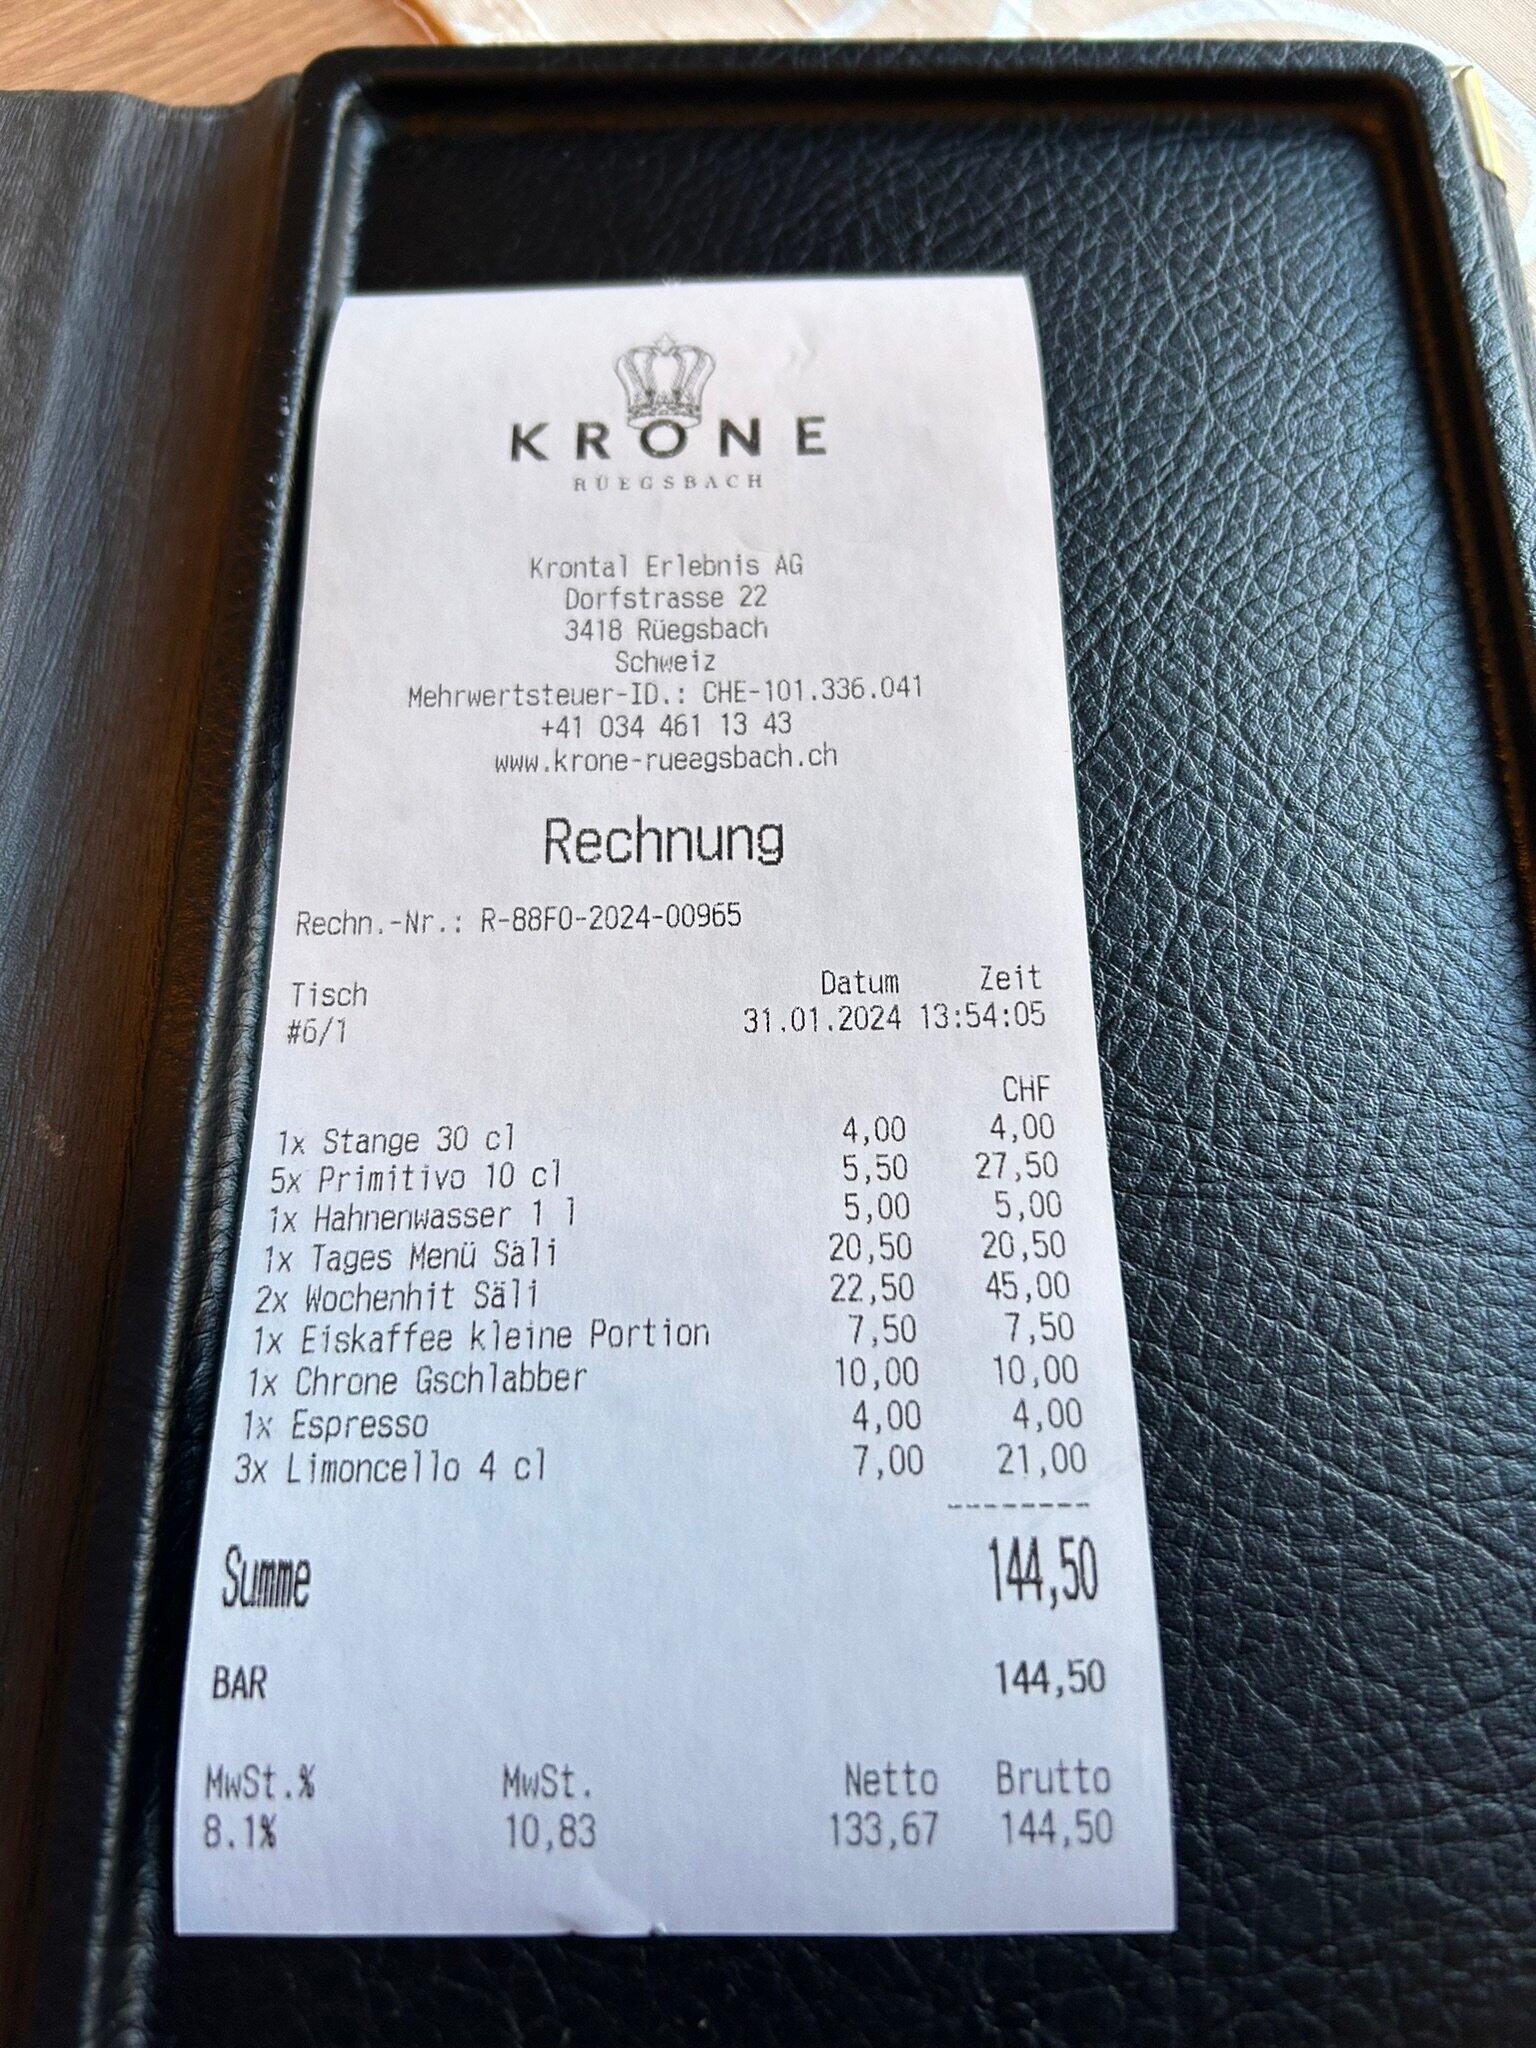 KRONE
RÜEGSBACH
Krontal Erlebnis AG
Dorfstrasse 22
3418 Rüegsbach
Schweiz
Mehrwertsteuer-ID.: CHE-101.336.041
+41 034 461 13 43
www.krone-rueegsbach.ch
Rechnung
Rechn.-Nr.: R-88F0-2024-00965
Tisch Datum Zeit
#6/1 31.01.2024 13:54:05
CHF
1x Stange 30 cl 4,00 4,00
5x Primitivo 10 cl 5,50 27,50
1x Hahnenwasser 1 l 5,00 5,00
1x Tages Menü Säli 20,50 20,50
2x Wochenhit Säli 22,50 45,00
1x Eiskaffee kleine Portion 7,50 7,50
1x Chrone Gschlabber 10,00 10,00
1x Espresso 4,00 4,00
3x Limoncello 4 cl 7,00 21,00
--------
Summe 144,50
BAR 144,50
MwSt.% MwSt. Netto Brutto
8.1% 10,83 133,67 144,50